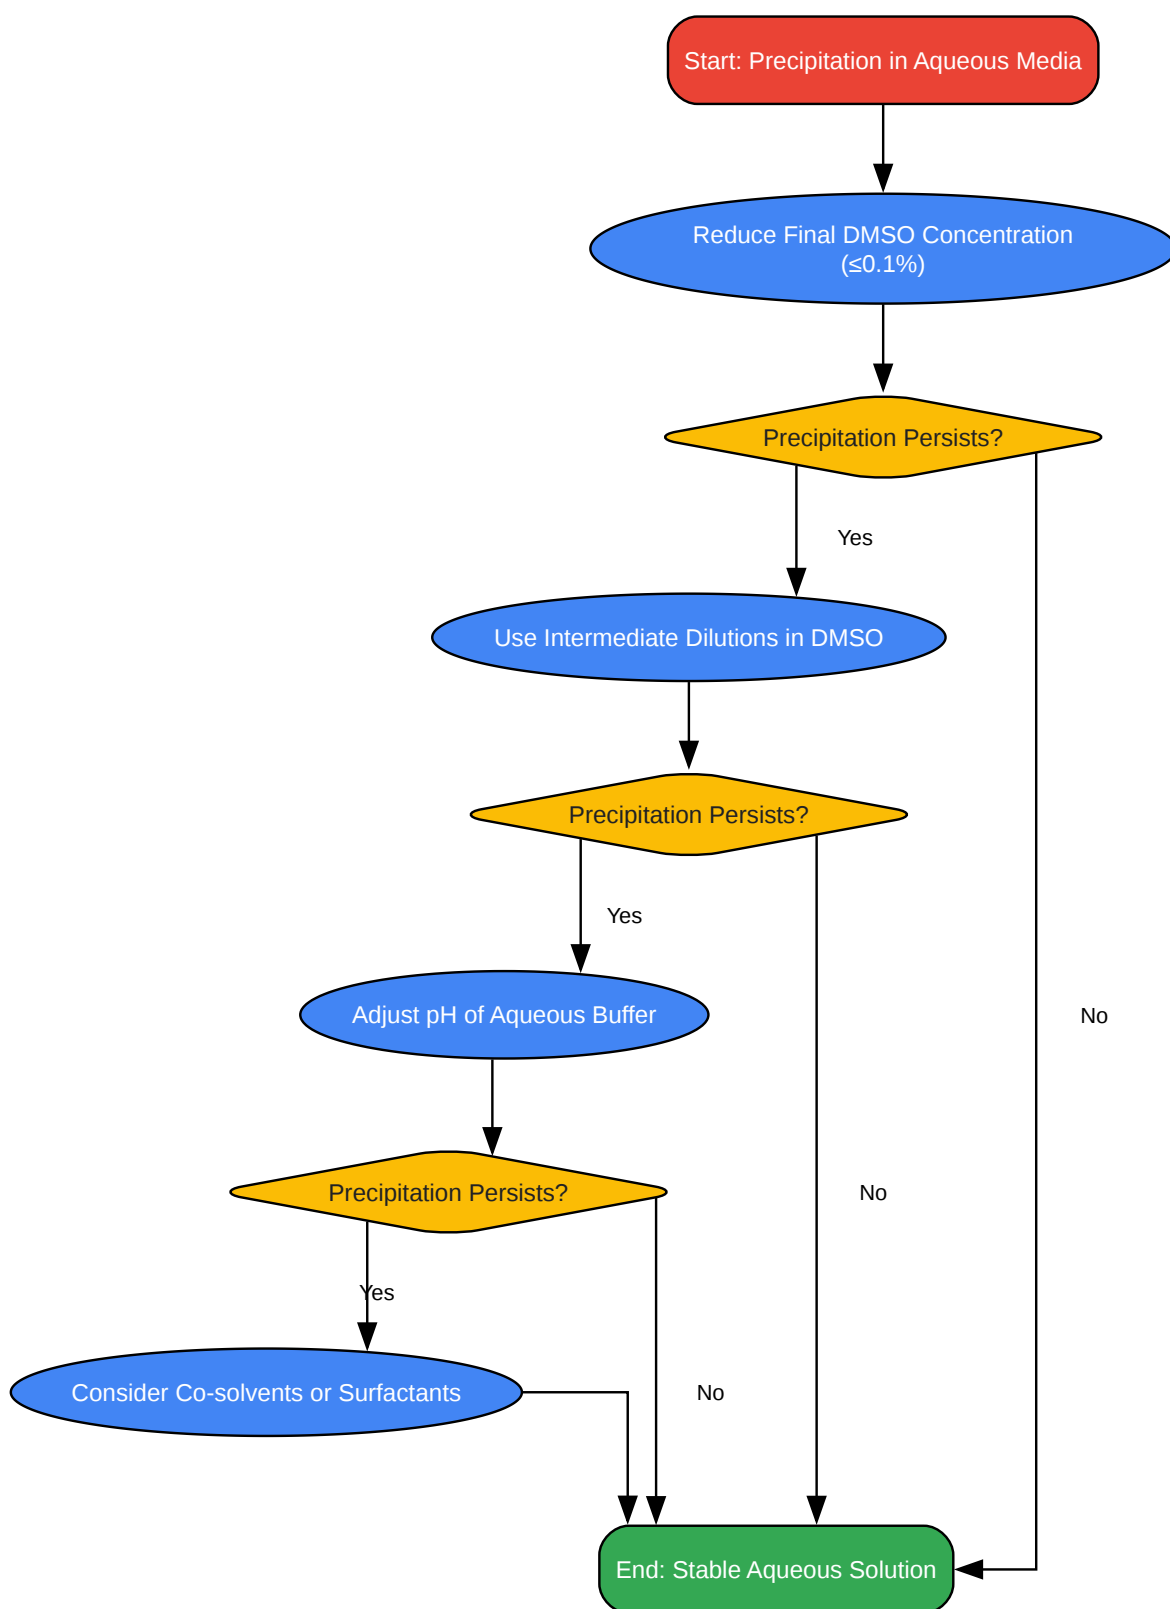 Start: Precipitation in Aqueous Media
Reduce Final DMSO Concentration
(≤0.1%)
Precipitation Persists?
Yes
Use Intermediate Dilutions in DMSO
Precipitation Persists?
Yes
Adjust pH of Aqueous Buffer
No
Precipitation Persists?
No
Yes
Consider Co-solvents or Surfactants
No
End: Stable Aqueous Solution